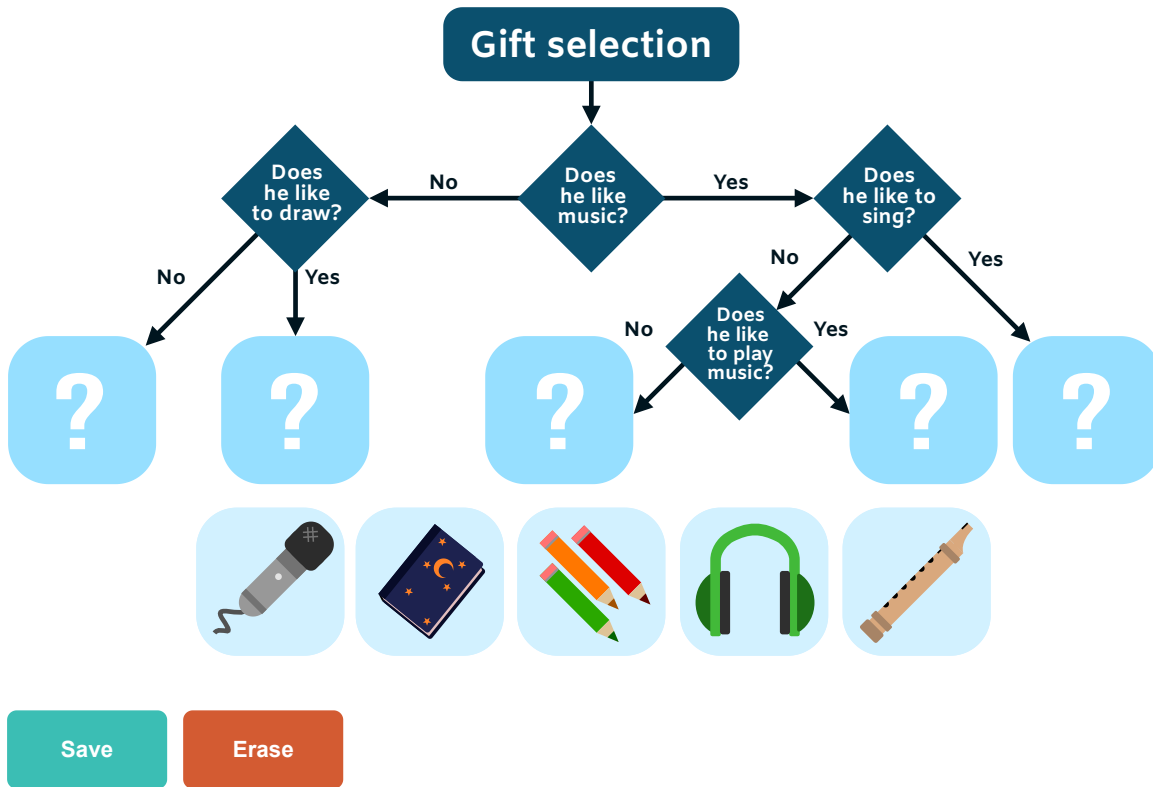 Gift selection
Does
he like
to draw?
No
Does
he like
music?
Yes
Does
he like to
sing?
No
Yes
No
Yes
Does
he like
to play
music?
No
Yes
?
?
?
?
?
Save
Erase